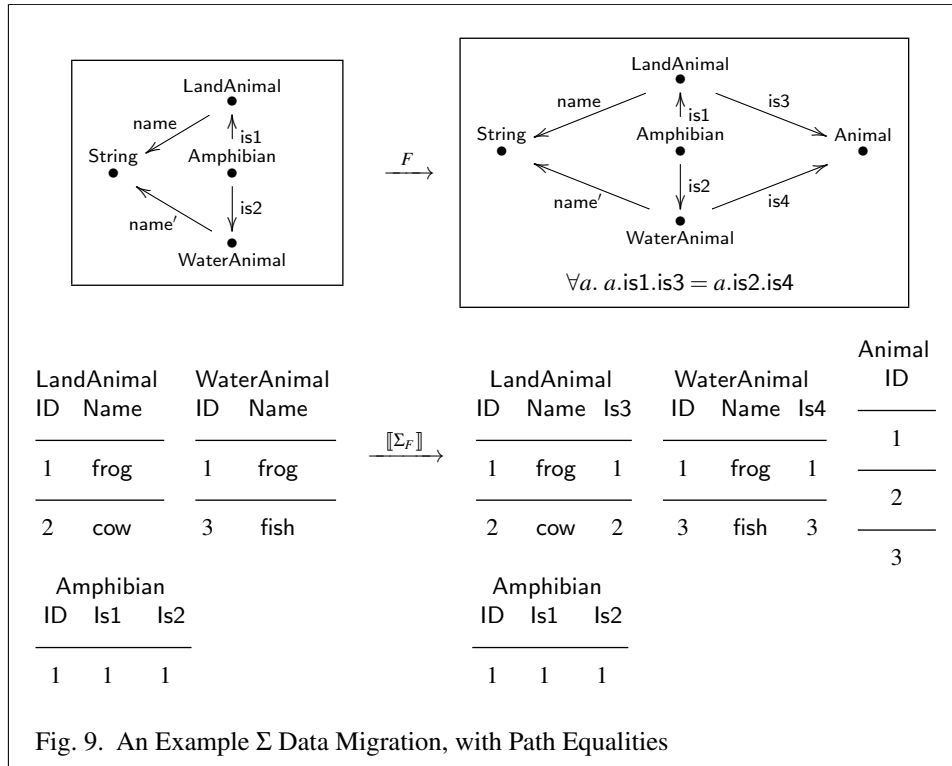 LandAnimal
name
is1
String
Amphibian
is2
name′
WaterAnimal
F
LandAnimal
name
is3
is1
String
Amphibian
Animal
is2
name′
is4
WaterAnimal
∀a. a.is1.is3 = a.is2.is4
LandAnimal
ID Name
1 frog
2 cow
WaterAnimal
ID Name
1 frog
3 fish
Amphibian
ID Is1 Is2
1 1 1
⟦Σ_F⟧
LandAnimal
ID Name Is3
1 frog 1
2 cow 2
WaterAnimal
ID Name Is4
1 frog 1
3 fish 3
Animal
ID
1
2
3
Amphibian
ID Is1 Is2
1 1 1
Fig. 9. An Example Σ Data Migration, with Path Equalities